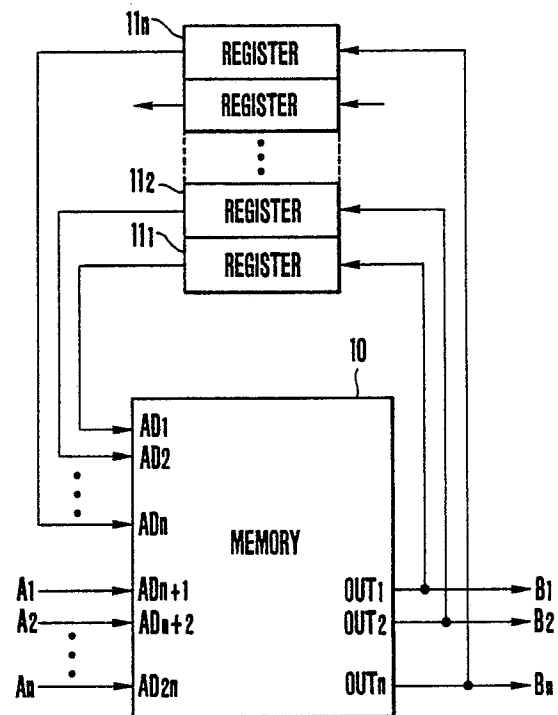 11n
REGISTER
REGISTER
11₂
REGISTER
11₁
REGISTER
10
AD1
AD2
ADn
MEMORY
A1 ADn+1 OUT1 B1
A2 ADn+2 OUT2 B2
An AD2n OUTn Bn